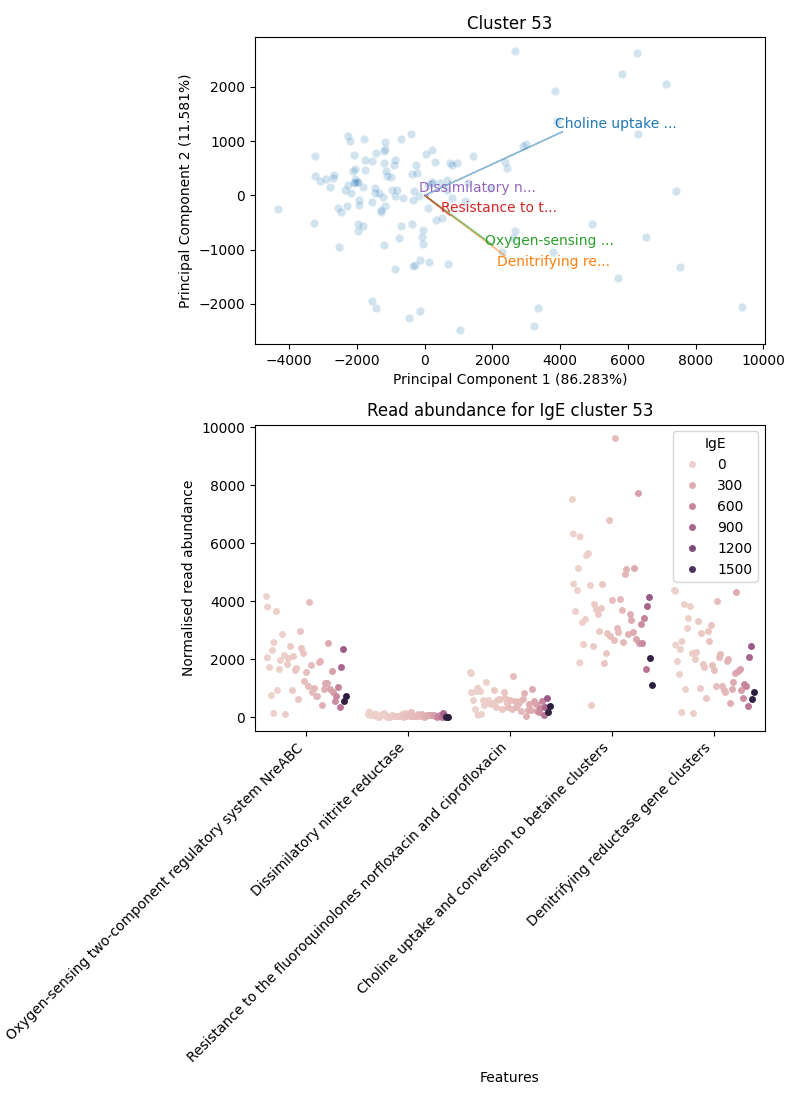 Cluster 53
Principal Component 2 (11.581%)
2000
1000
0
−1000
−2000
Choline uptake ...
Dissimilatory n...
Resistance to t...
Oxygen-sensing ...
Denitrifying re...
−4000 −2000 0 2000 4000 6000 8000 10000
Principal Component 1 (86.283%)
Read abundance for IgE cluster 53
Normalised read abundance
10000
8000
6000
4000
2000
0
IgE
0
300
600
900
1200
1500
Oxygen-sensing two-component regulatory system NreABC
Dissimilatory nitrite reductase
Resistance to the fluoroquinolones norfloxacin and ciprofloxacin
Choline uptake and conversion to betaine clusters
Denitrifying reductase gene clusters
Features